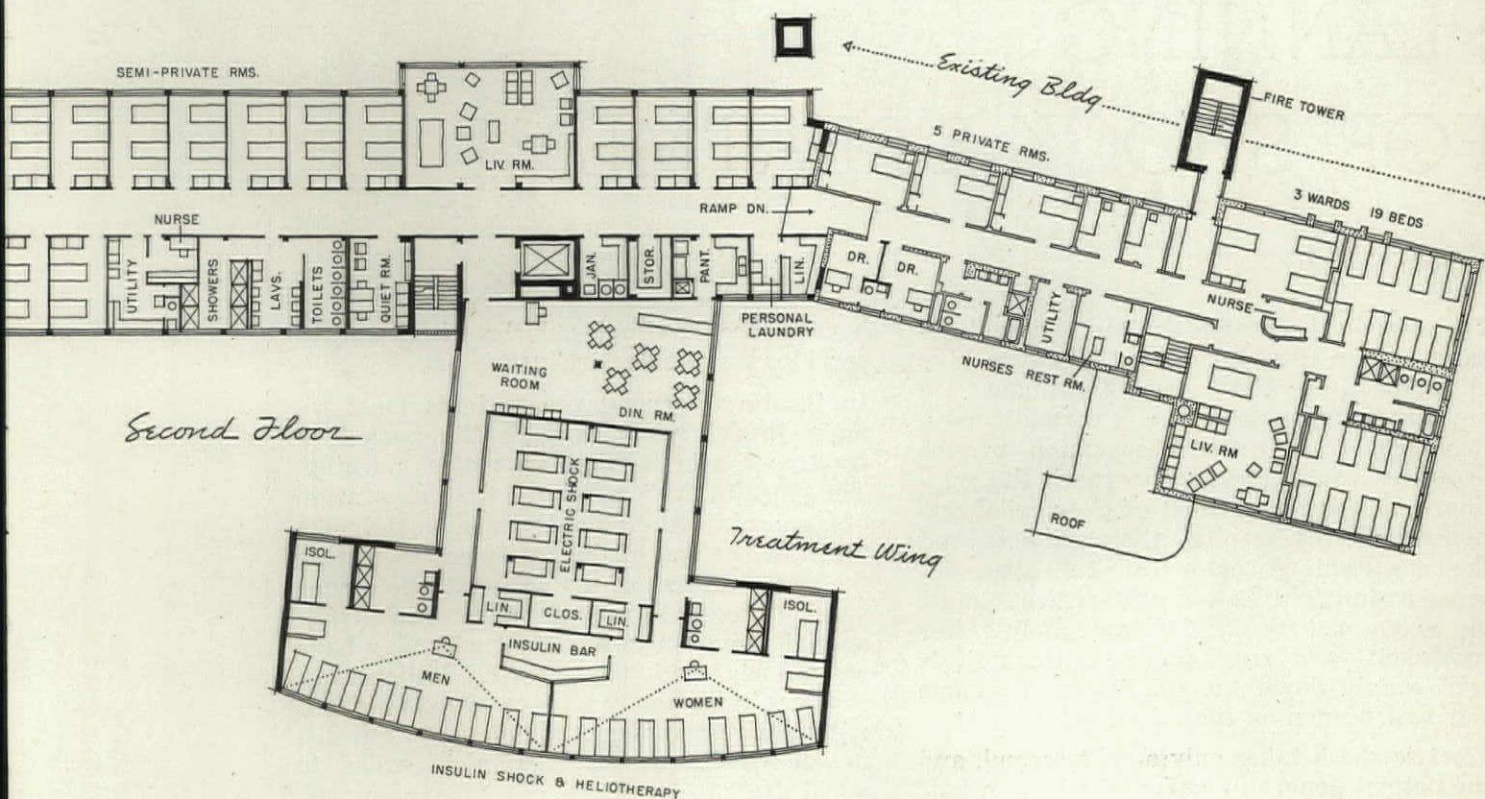 SEMI-PRIVATE RMS.
Existing Bldg
FIRE TOWER
5 PRIVATE RMS.
LIV. RM.
3 WARDS 19 BEDS
RAMP DN.
NURSE
UTILITY
SHOWERS
LAVS.
TOILETS
QUIET RM.
JAN.
STOR.
PANT.
LIN.
DR.
DR.
NURSE
PERSONAL
LAUNDRY
UTILITY
NURSES REST RM.
WAITING
ROOM
DIN. RM.
Second Floor
LIV. RM
ELECTRIC SHOCK
ROOF
Treatment Wing
ISOL.
ISOL.
LIN.
CLOS.
LIN.
INSULIN BAR
MEN
WOMEN
INSULIN SHOCK & HELIOTHERAPY